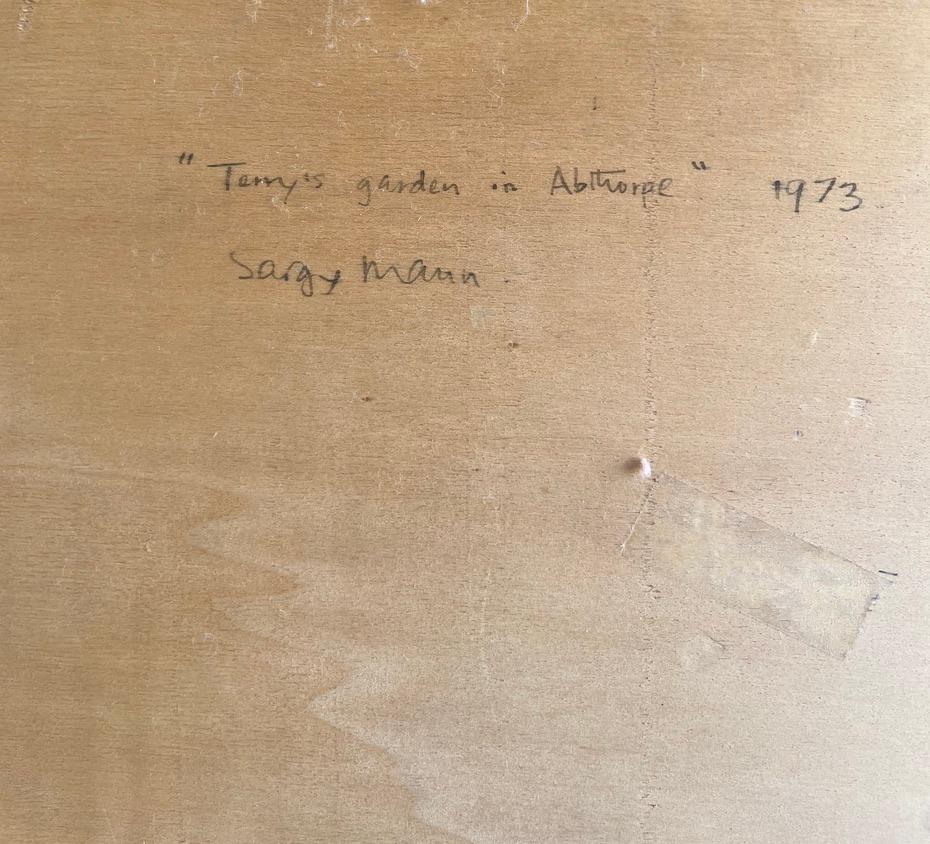 "Terry's garden in Abthorpe" 1973.
Sargy Mann.